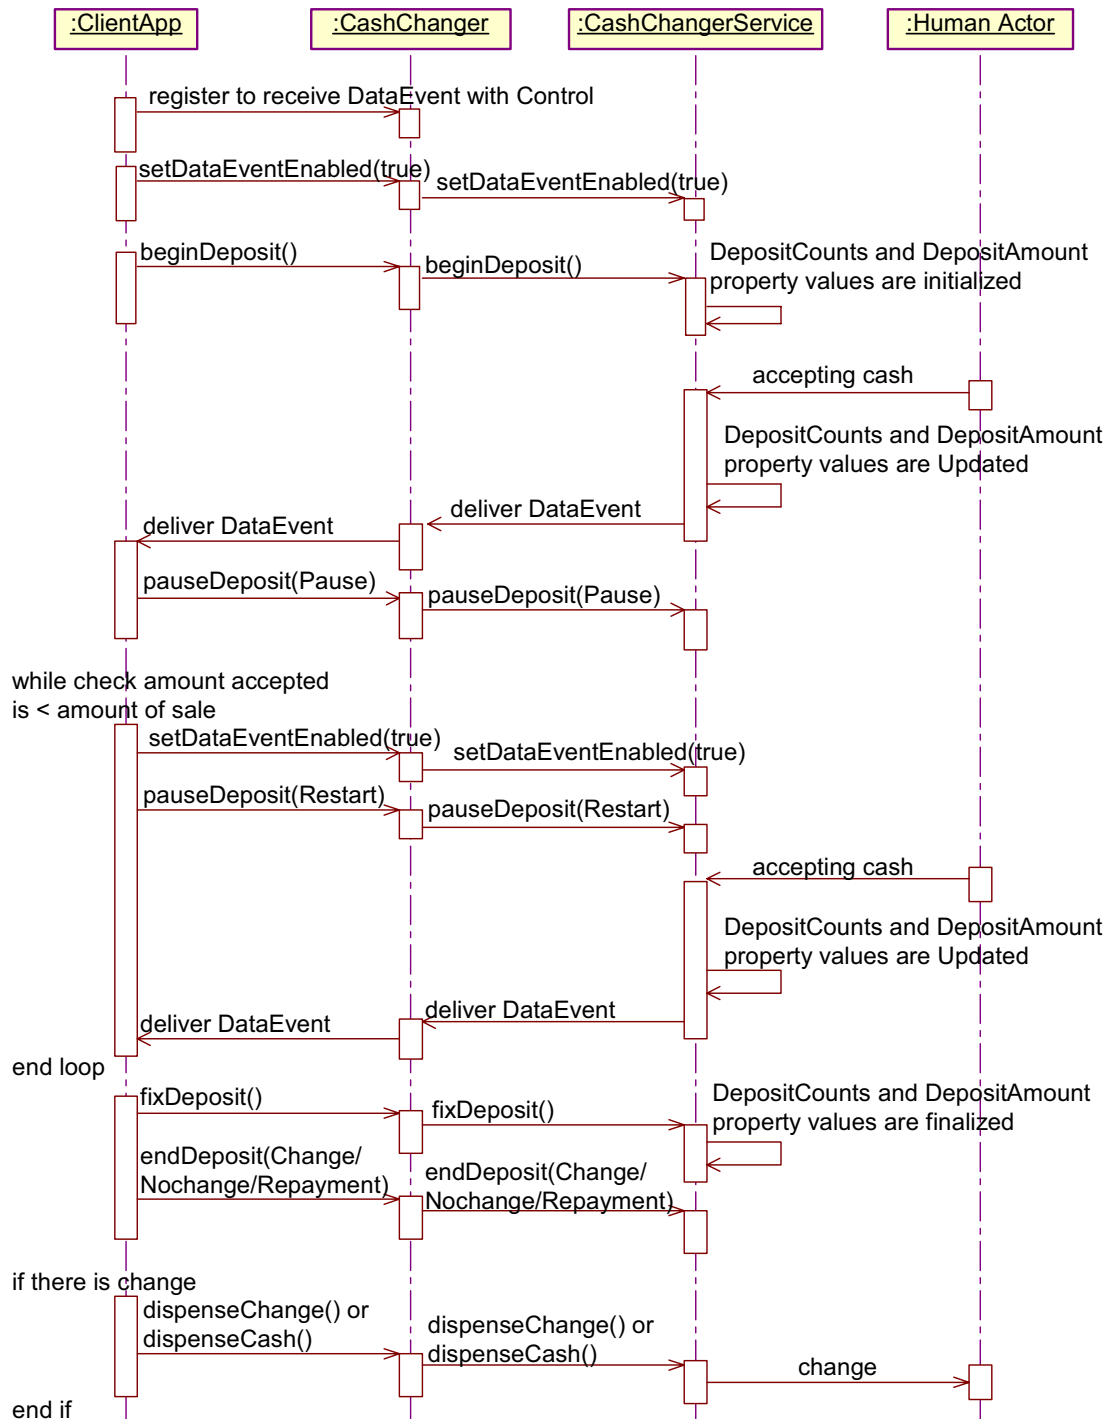 :ClientApp
:CashChanger
:CashChangerService
:Human Actor
register to receive DataEvent with Control
setDataEventEnabled(true)
setDataEventEnabled(true)
beginDeposit()
beginDeposit()
DepositCounts and DepositAmount
property values are initialized
accepting cash
DepositCounts and DepositAmount
property values are Updated
deliver DataEvent
deliver DataEvent
pauseDeposit(Pause)
pauseDeposit(Pause)
while check amount accepted
is < amount of sale
setDataEventEnabled(true)
setDataEventEnabled(true)
pauseDeposit(Restart)
pauseDeposit(Restart)
accepting cash
DepositCounts and DepositAmount
property values are Updated
deliver DataEvent
deliver DataEvent
end loop
fixDeposit()
fixDeposit()
DepositCounts and DepositAmount
property values are finalized
endDeposit(Change/
Nochange/Repayment)
endDeposit(Change/
Nochange/Repayment)
if there is change
dispenseChange() or
dispenseCash()
dispenseChange() or
dispenseCash()
change
end if